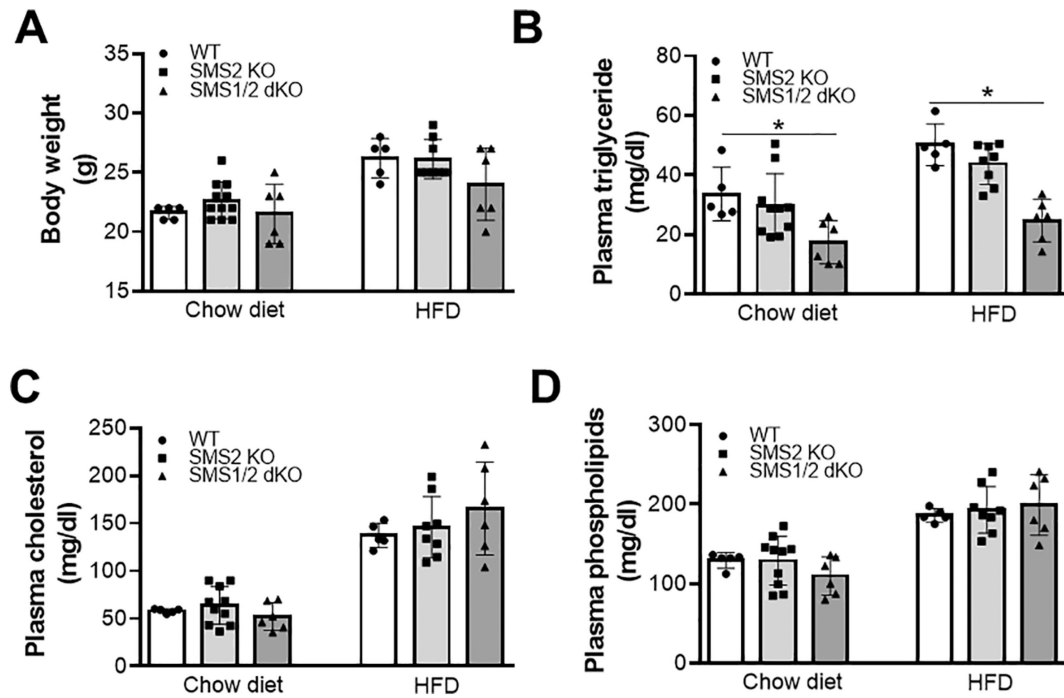 A
Body weight
(g)
35
30
25
20
15
WT
SMS2 KO
SMS1/2 dKO
Chow diet
HFD
B
Plasma triglyceride
(mg/dl)
80
60
40
20
0
WT
SMS2 KO
SMS1/2 dKO
*
*
Chow diet
HFD
C
Plasma cholesterol
(mg/dl)
250
200
150
100
50
0
WT
SMS2 KO
SMS1/2 dKO
Chow diet
HFD
D
Plasma phospholipids
(mg/dl)
300
200
100
0
WT
SMS2 KO
SMS1/2 dKO
Chow diet
HFD